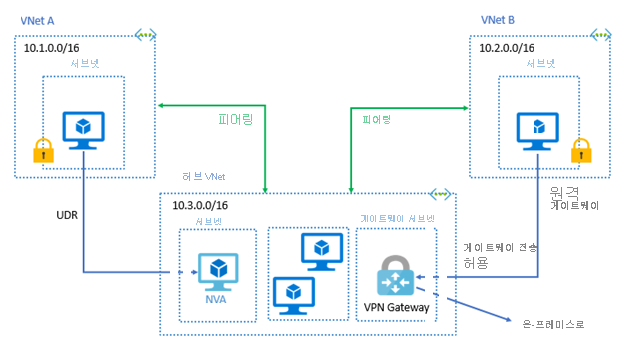 VNet A
VNet B
10.1.0.0/16
10.2.0.0/16
서브넷
서브넷
피어링
피어링
허브 VNet
원격
게이트웨이
10.3.0.0/16
UDR
서브넷
게이트웨이 서브넷
게이트웨이 전송
허용
NVA
VPN Gateway
온-프레미스로